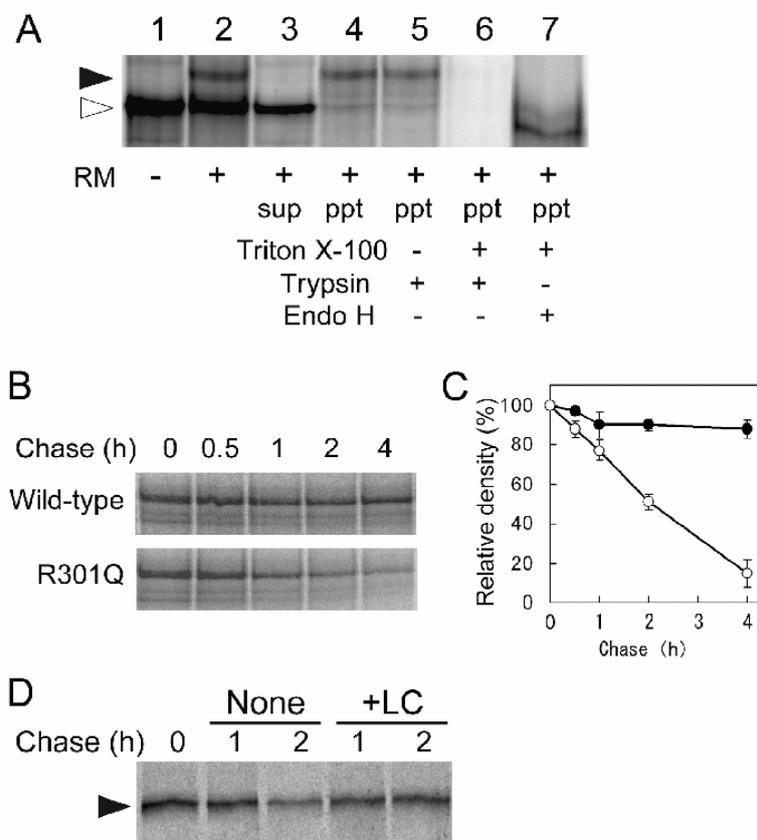 A
1 2 3 4 5 6 7
RM - + + + + + +
sup ppt ppt ppt ppt
Triton X-100 - + +
Trypsin + + -
Endo H - - +
B
Chase (h) 0 0.5 1 2 4
Wild-type
R301Q
C
Relative density (%)
100
80
60
40
20
0
0 1 2 3 4
Chase (h)
D
None +LC
Chase (h) 0 1 2 1 2